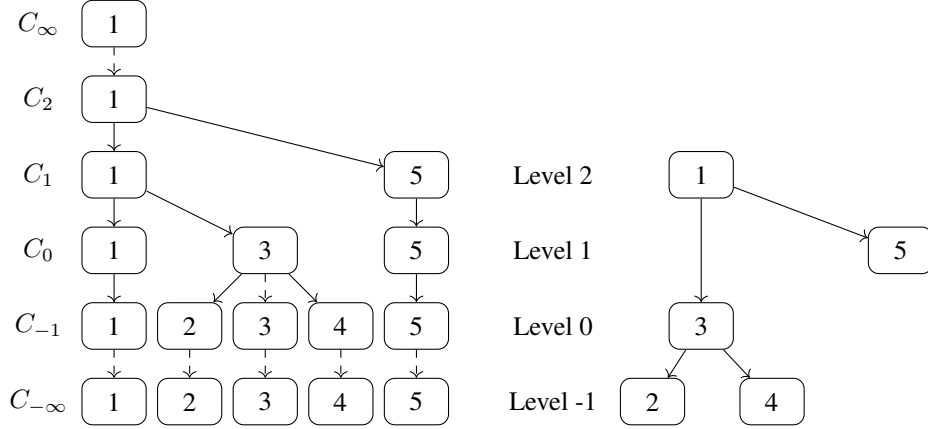 C∞ 1
C2 1
C1 1 5 Level 2 1
C0 1 3 5 Level 1 5
C−1 1 2 3 4 5 Level 0 3
C−∞ 1 2 3 4 5 Level -1 2 4